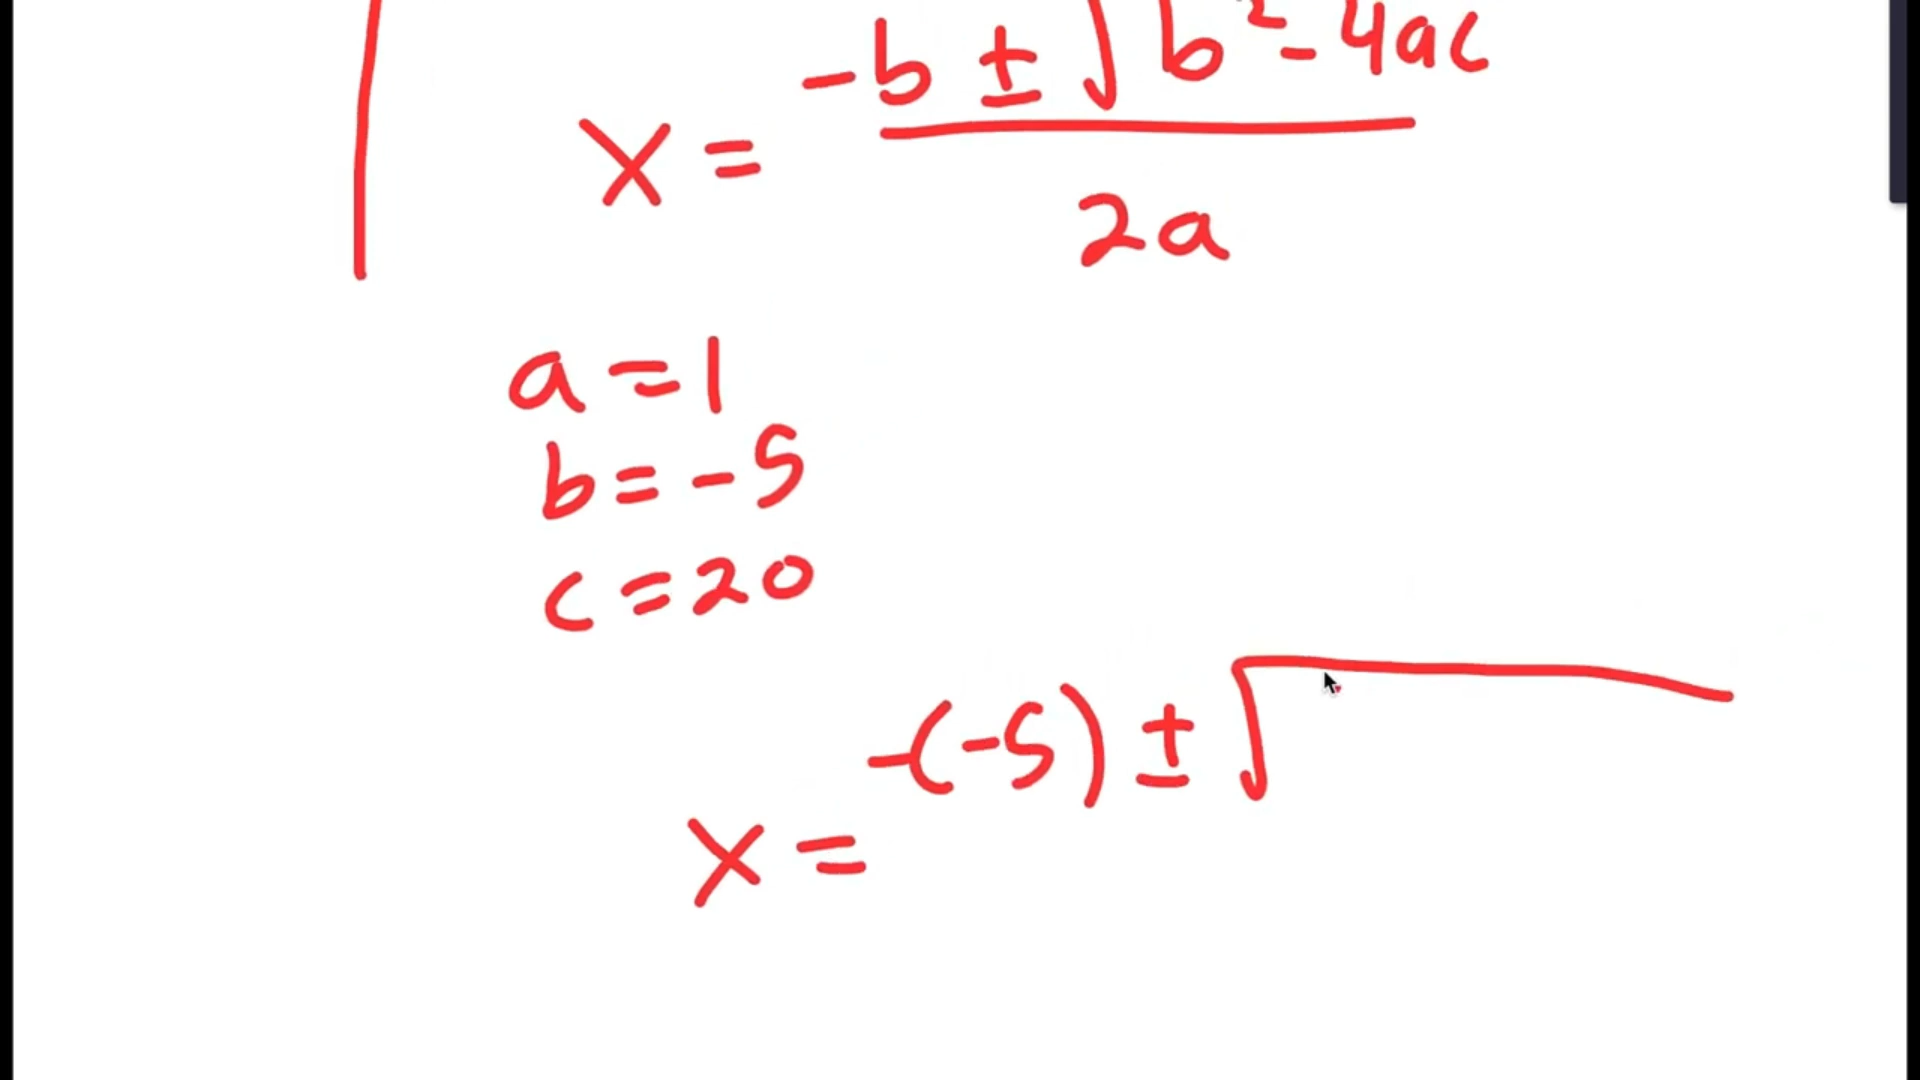 x = -b ± √b²-4ac / 2a
a=1
b=-5
c=20
x = -(-5) ± √